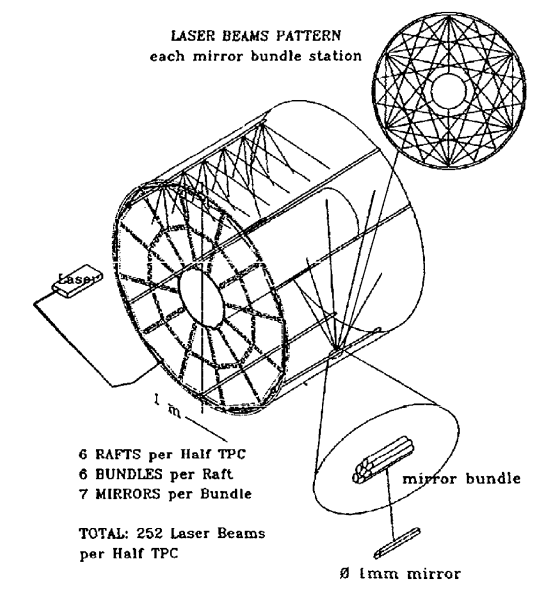 LASER BEAMS PATTERN
each mirror bundle station
Laser
1 m
6 RAFTS per Half TPC
6 BUNDLES per Raft
7 MIRRORS per Bundle
mirror bundle
TOTAL: 252 Laser Beams
per Half TPC
Ø 1mm mirror